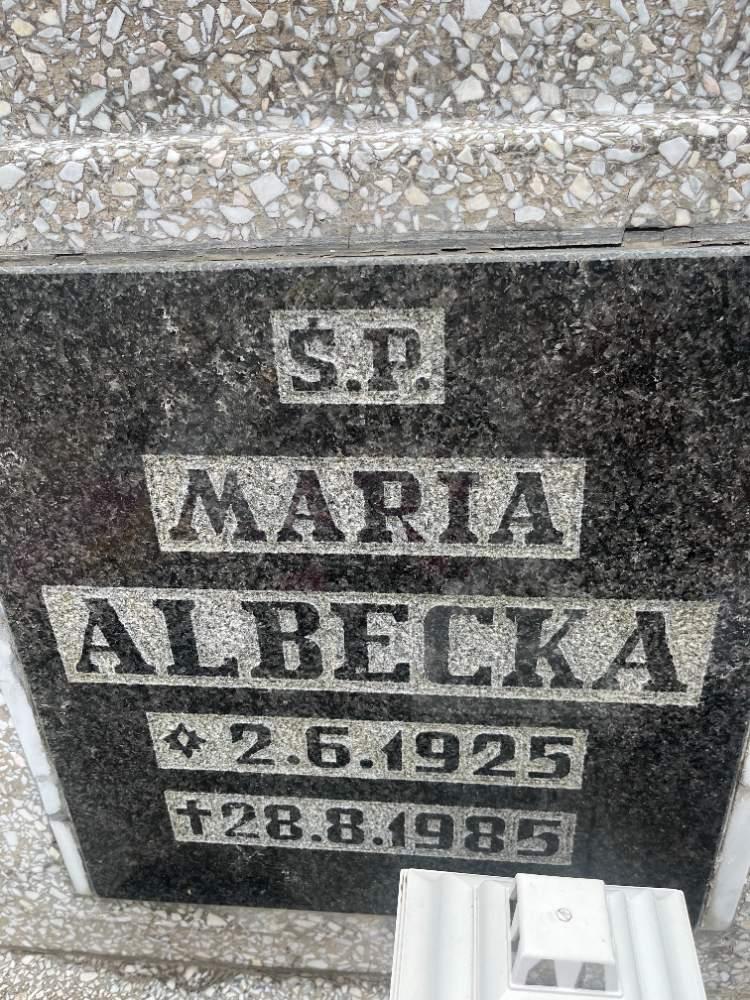 Ś.P.
MARIA
ALBECKA
✡ 2.6.1925
✝ 28.8.1985